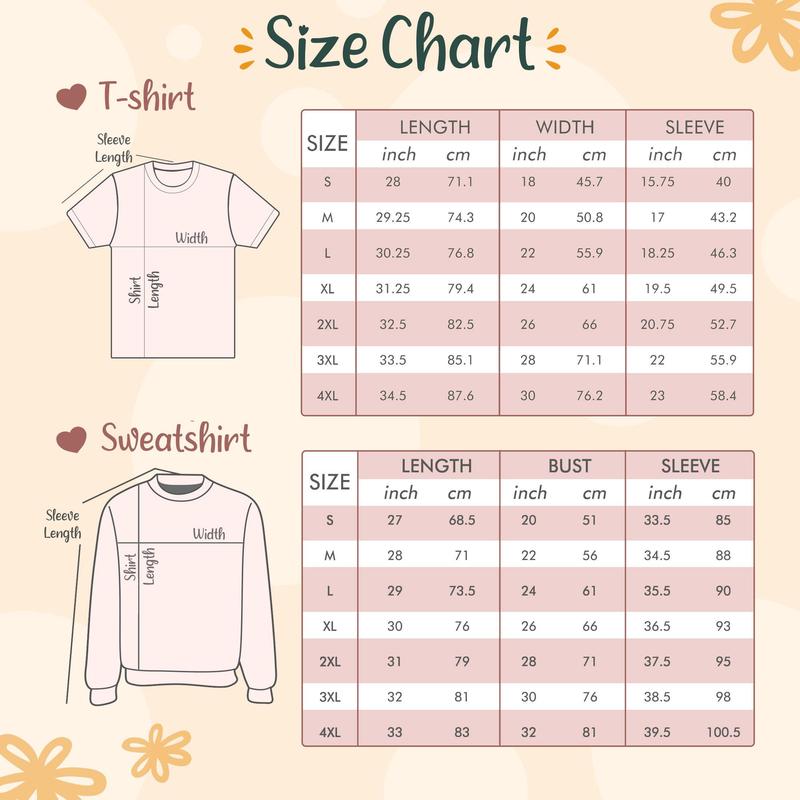 Size Chart
T-shirt
Sleeve
Length
Width
Shirt
Length
SIZE LENGTH WIDTH SLEEVE
inch cm inch cm inch cm
S 28 71.1 18 45.7 15.75 40
M 29.25 74.3 20 50.8 17 43.2
L 30.25 76.8 22 55.9 18.25 46.3
XL 31.25 79.4 24 61 19.5 49.5
2XL 32.5 82.5 26 66 20.75 52.7
3XL 33.5 85.1 28 71.1 22 55.9
4XL 34.5 87.6 30 76.2 23 58.4
Sweatshirt
Sleeve
Length
Width
Shirt
Length
SIZE LENGTH BUST SLEEVE
inch cm inch cm inch cm
S 27 68.5 20 51 33.5 85
M 28 71 22 56 34.5 88
L 29 73.5 24 61 35.5 90
XL 30 76 26 66 36.5 93
2XL 31 79 28 71 37.5 95
3XL 32 81 30 76 38.5 98
4XL 33 83 32 81 39.5 100.5